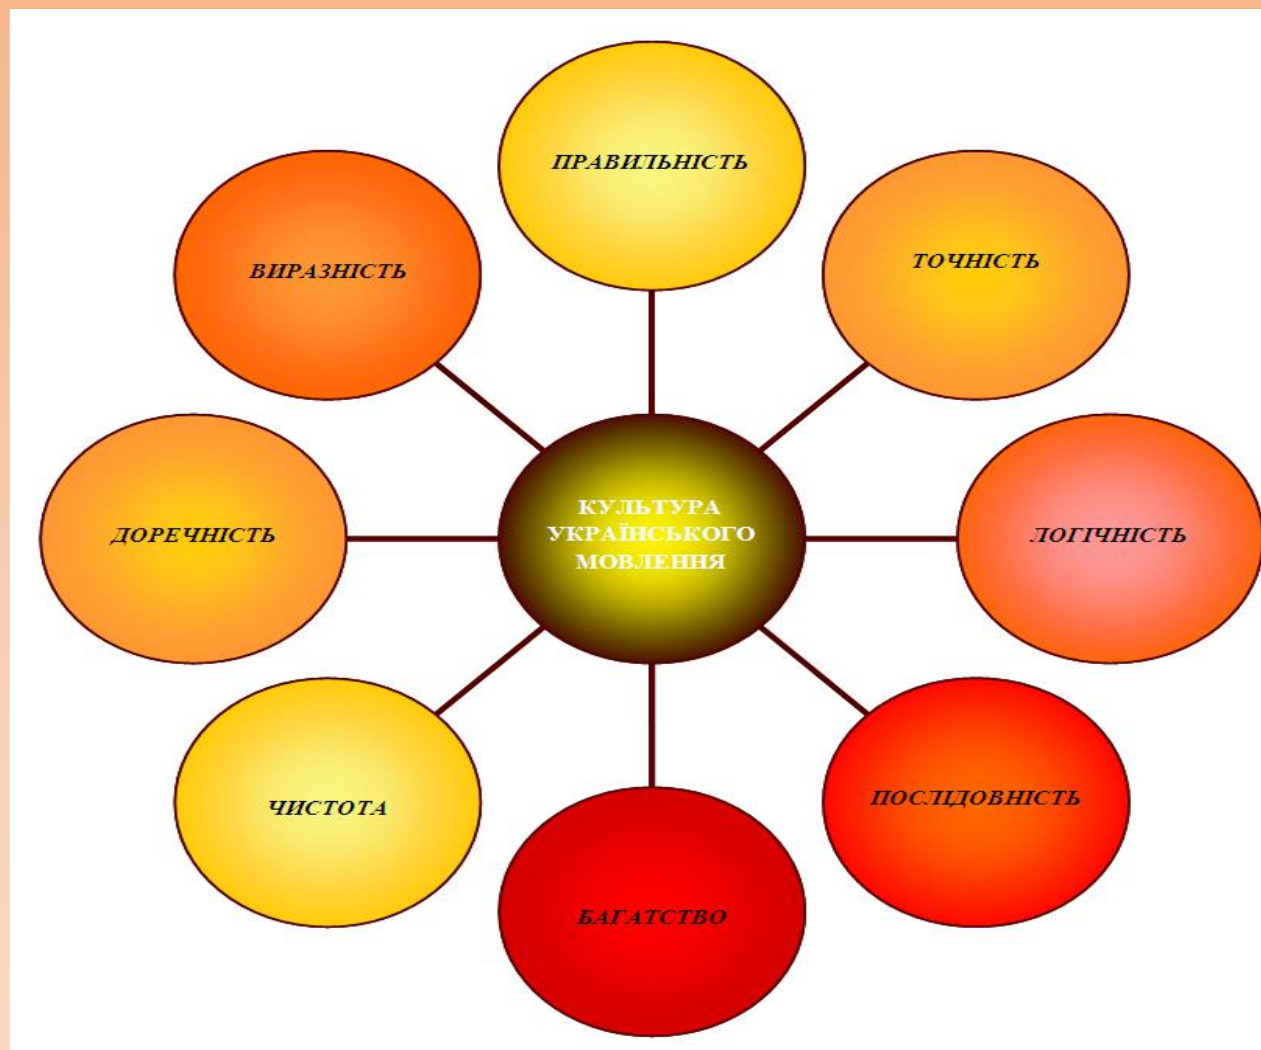 ПРАВИЛЬНІСТЬ
ТОЧНІСТЬ
ВИРАЗНІСТЬ
КУЛЬТУРА
УКРАЇНСЬКОГО
МОВЛЕННЯ
ДОРЕЧНІСТЬ
ЛОГІЧНІСТЬ
ПОСЛІДОВНІСТЬ
ЧИСТОТА
БАГАТСТВО